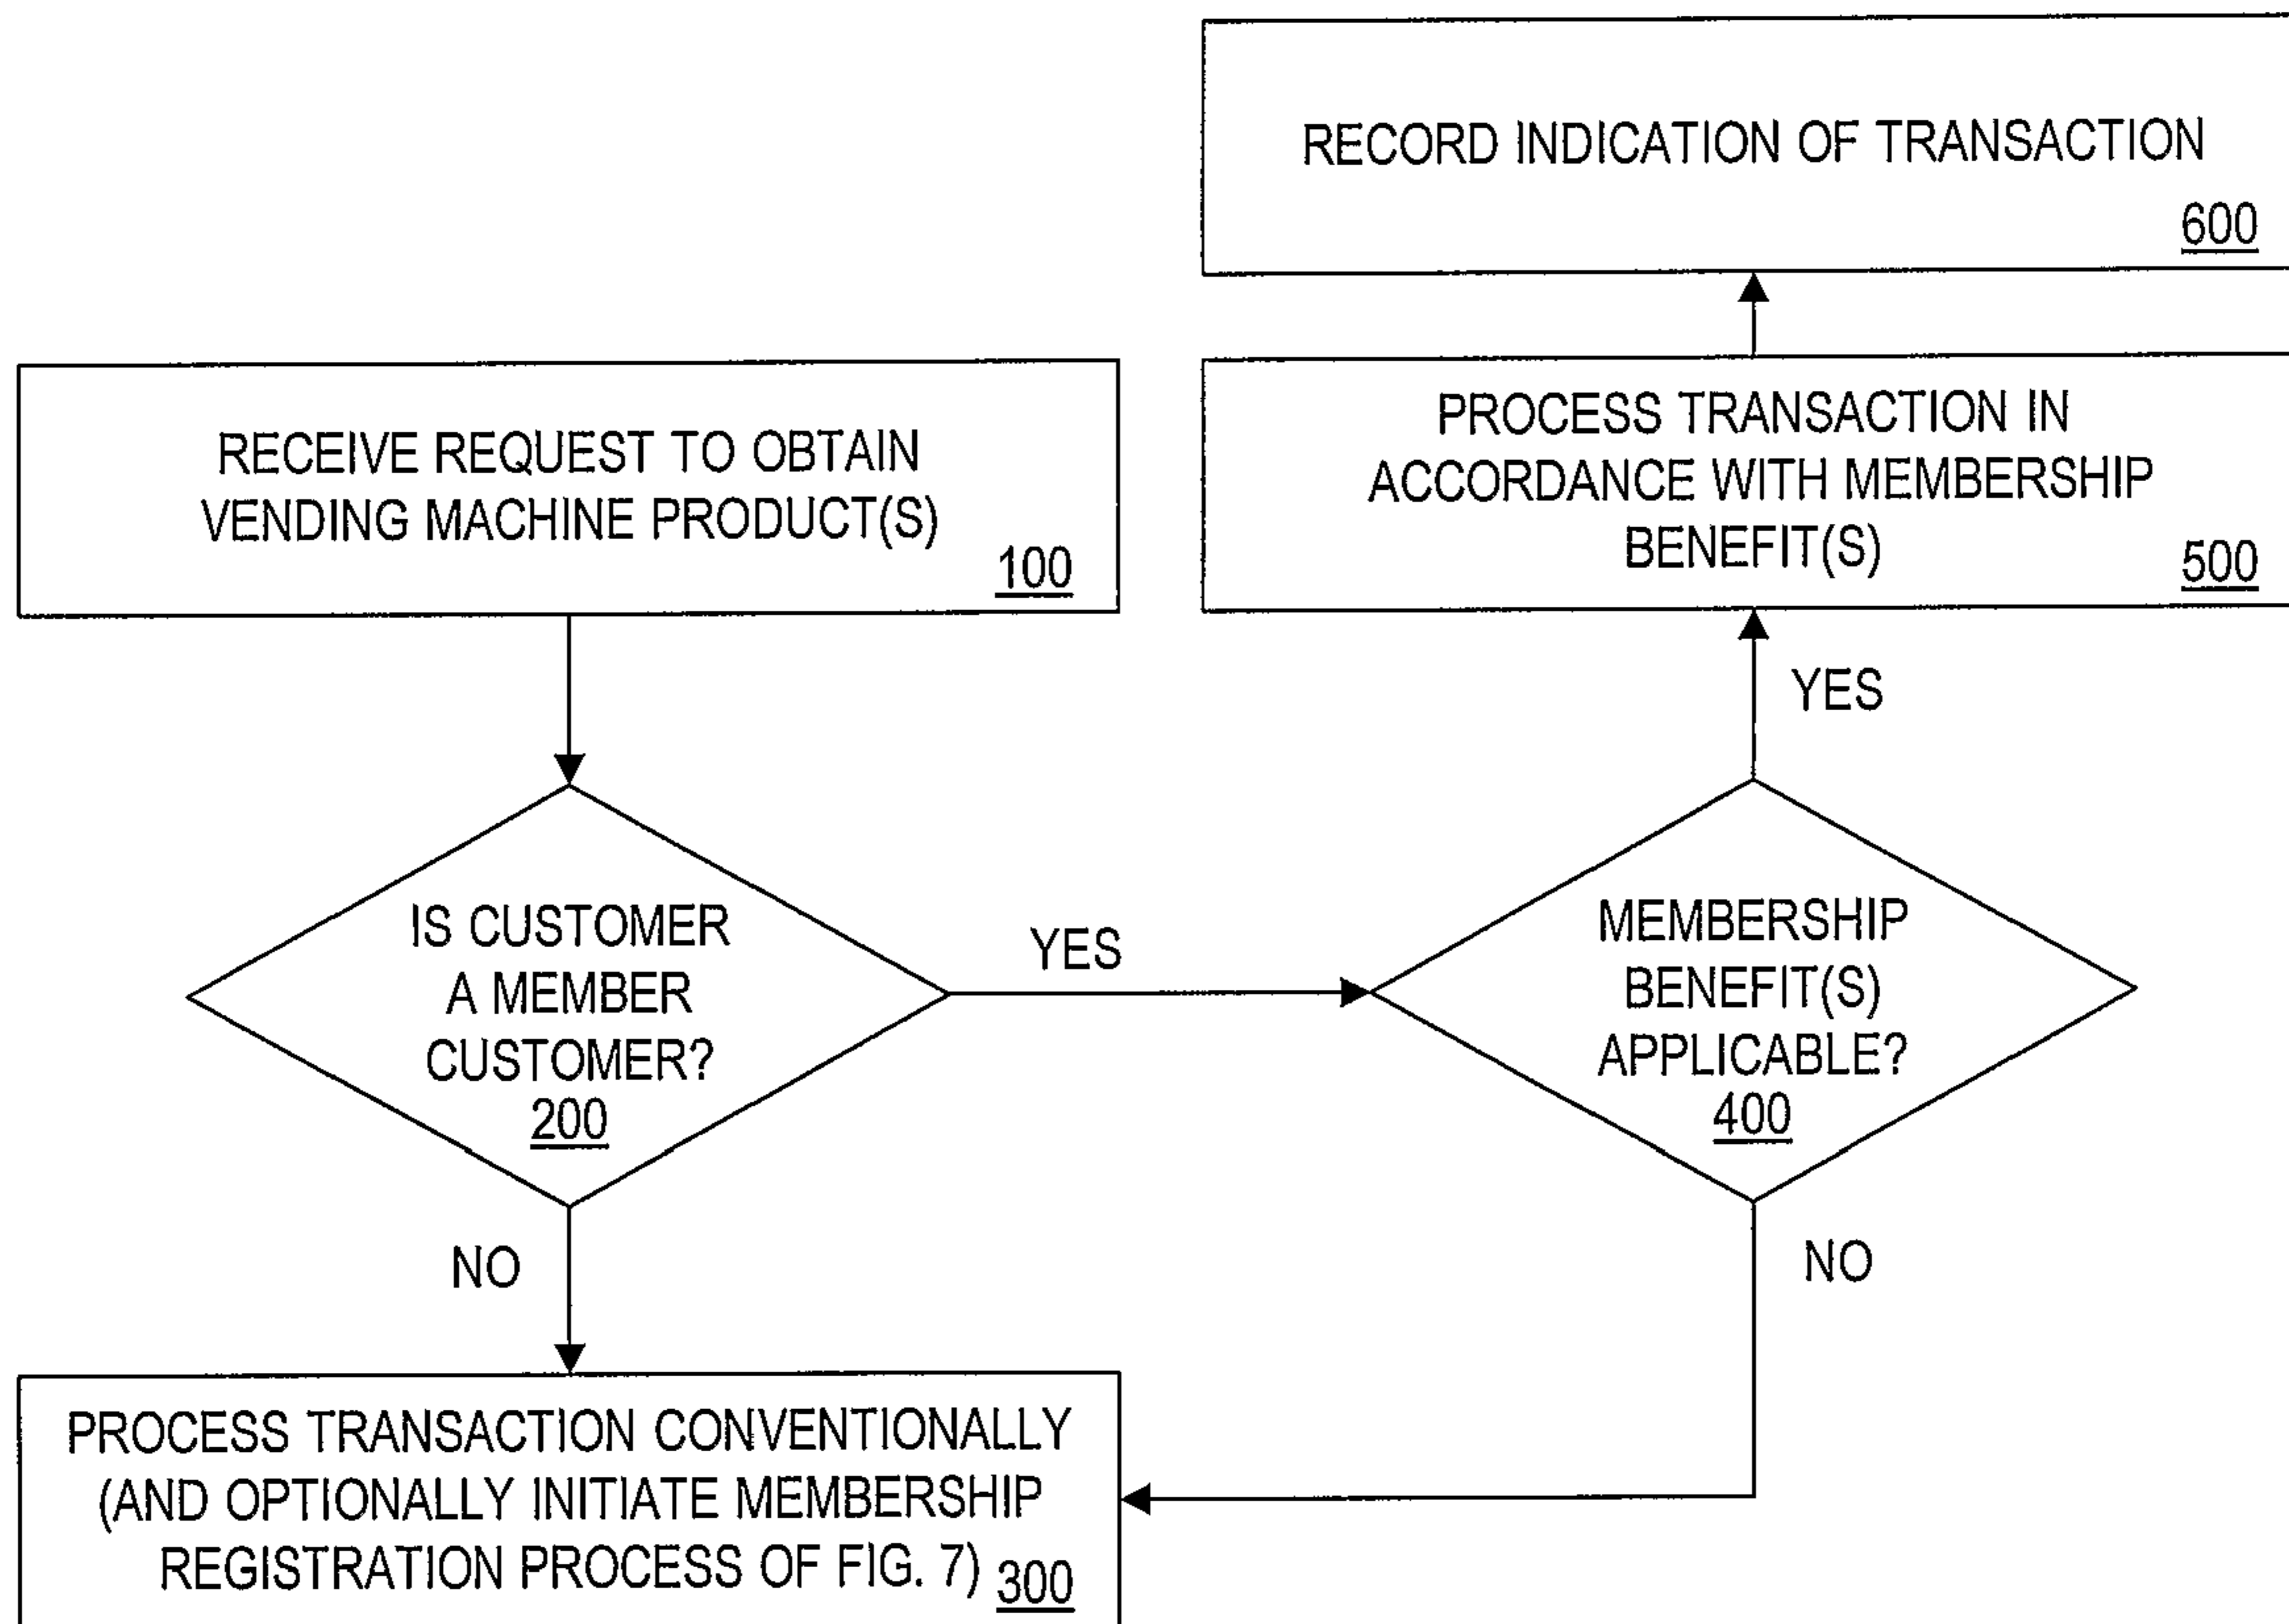 RECORD INDICATION OF TRANSACTION
600
RECEIVE REQUEST TO OBTAIN
VENDING MACHINE PRODUCT(S)
100
PROCESS TRANSACTION IN
ACCORDANCE WITH MEMBERSHIP
BENEFIT(S)
500
YES
IS CUSTOMER
A MEMBER
CUSTOMER?
200
YES
MEMBERSHIP
BENEFIT(S)
APPLICABLE?
400
NO
NO
PROCESS TRANSACTION CONVENTIONALLY
(AND OPTIONALLY INITIATE MEMBERSHIP
REGISTRATION PROCESS OF FIG. 7) 300